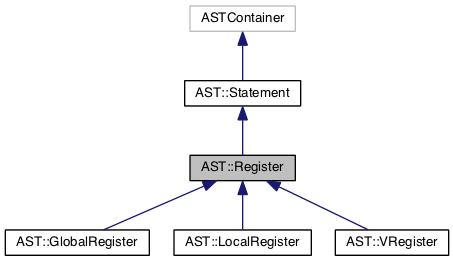 ASTContainer
AST::Statement
AST::Register
AST::GlobalRegister
AST::LocalRegister
AST::VRegister